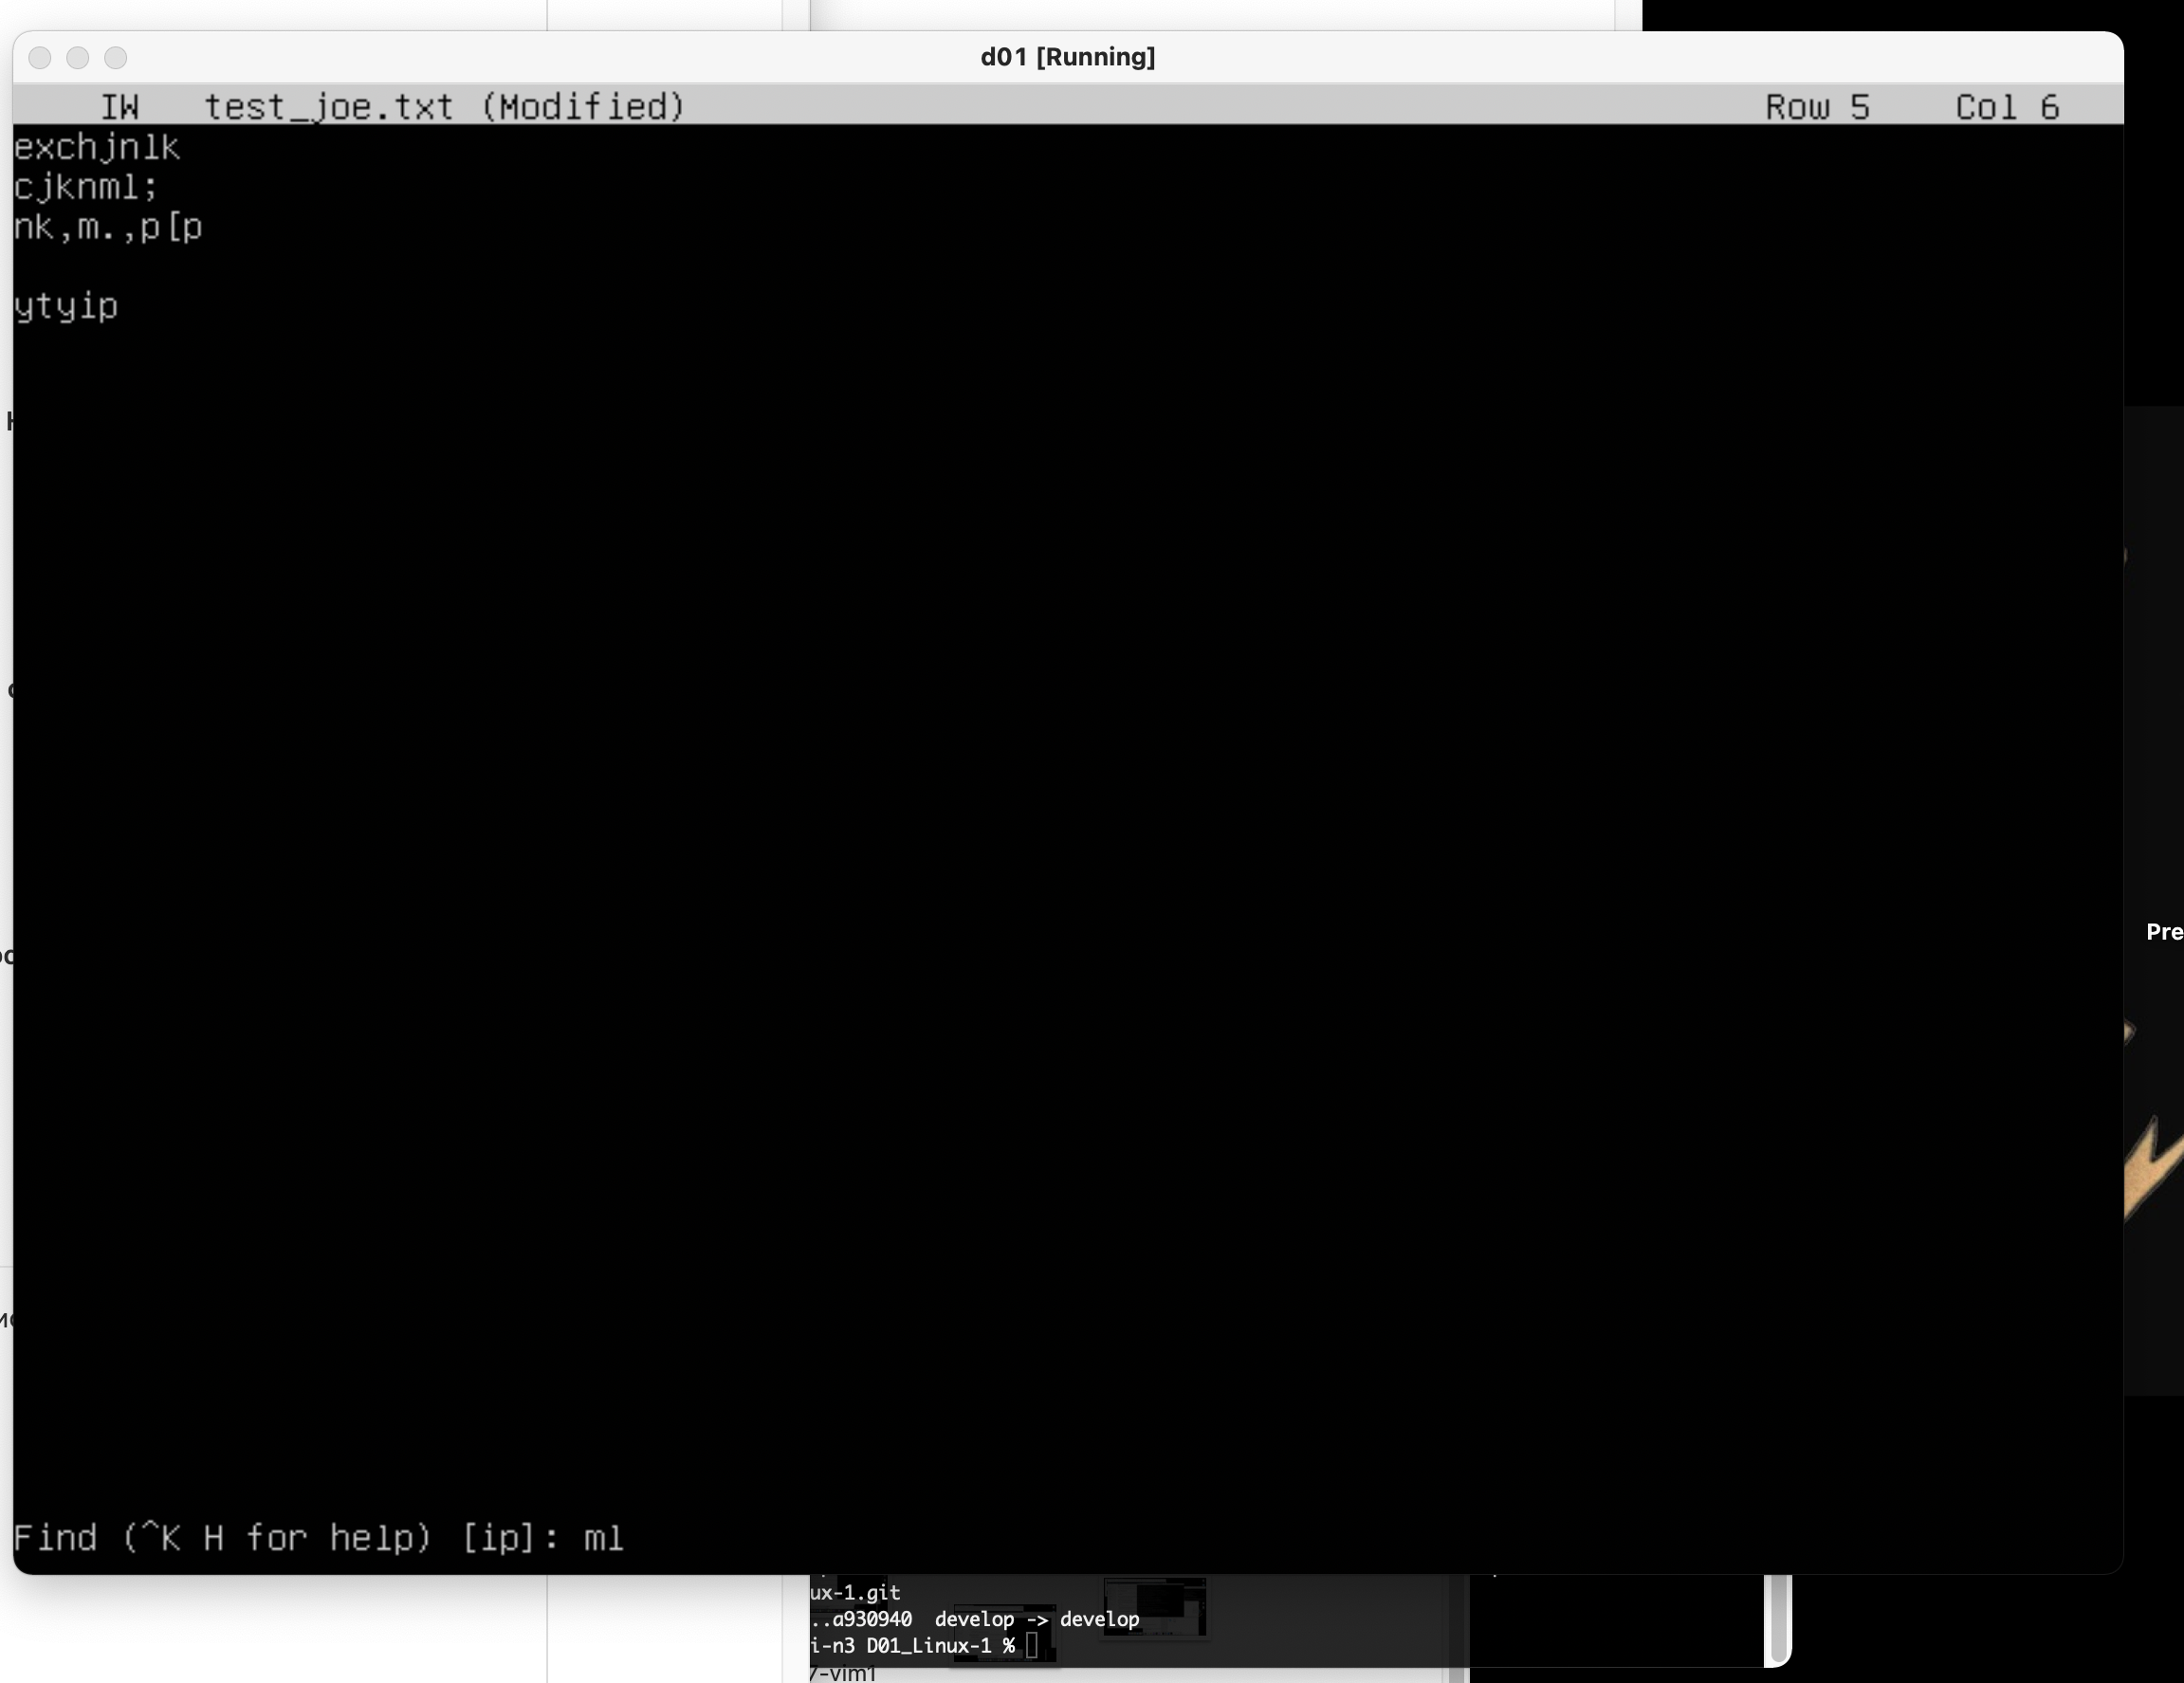 d01 [Running]
IW test_joe.txt (Modified) Row 5 Col 6
exchjnlk
cjknml;
nk,m.,p[p
ytyip
Find (^K H for help) [ip]: ml
Pre
ux-1.git
..a930940 develop -> develop
i-n3 D01_Linux-1 %
7-vim1